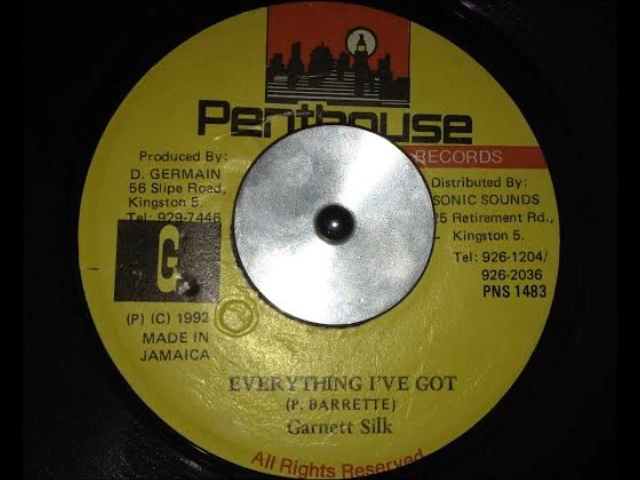 Penthouse
RECORDS
Produced By:
D. GERMAIN
56 Slipe Road,
Kingston 5.
Tel: 929-7446
Distributed By:
SONIC SOUNDS
25 Retirement Rd.,
Kingston 5.
Tel: 926-1204/
926-2036
PNS 1483
G.
(P) (C) 1992
MADE IN
JAMAICA
EVERYTHING I'VE GOT
(P. BARRETTE)
Garnett Silk
All Rights Reserved